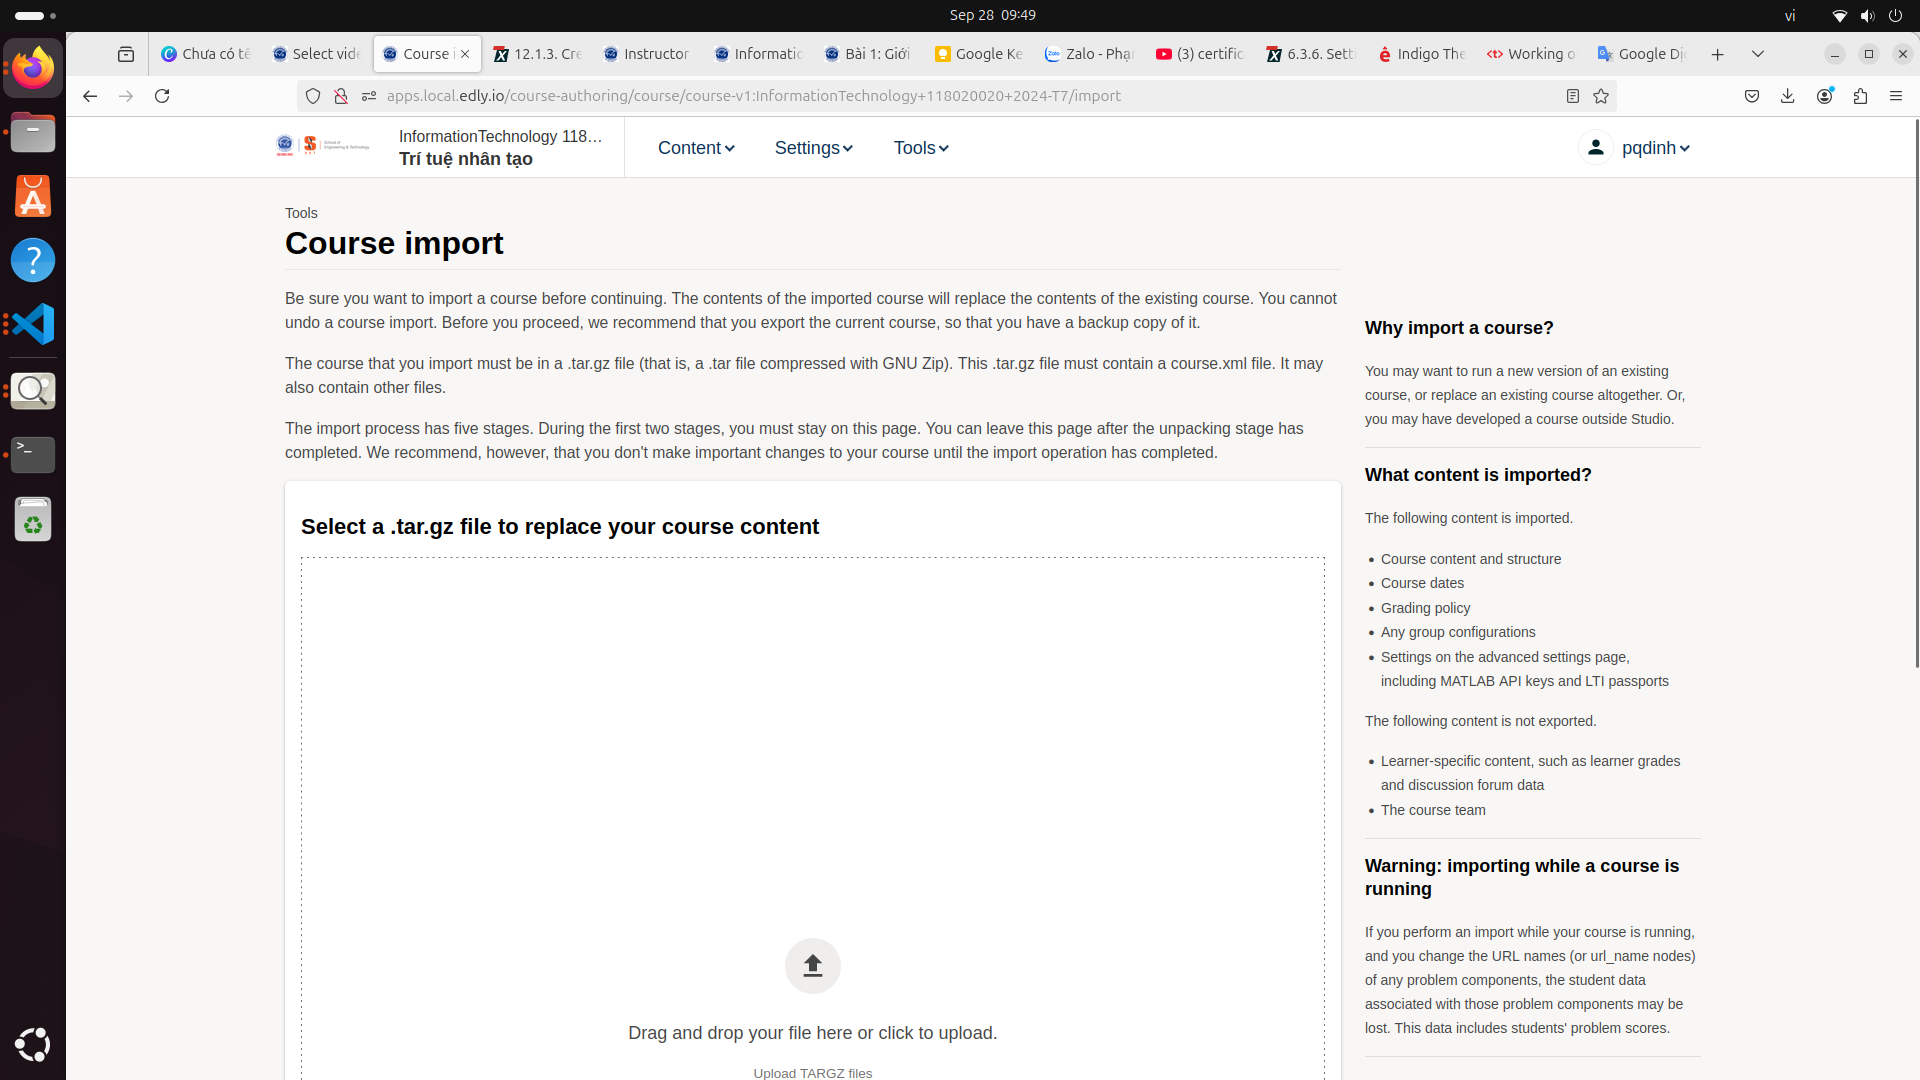 Sep 28 09:49
vi
Chưa có tê
Select vide
Course i
12.1.3. Cre
Instructor
Informatic
Bài 1: Giới
Google Ke
Zalo - Phạr
(3) certific
6.3.6. Setti
Indigo The
Working o
Google Dịc
apps.local.edly.io/course-authoring/course/course-v1:InformationTechnology+118020020+2024-T7/import
School of
Engineering & Technology
InformationTechnology 118…
Trí tuệ nhân tạo
Content
Settings
Tools
pqdinh
Tools
Course import
Be sure you want to import a course before continuing. The contents of the imported course will replace the contents of the existing course. You cannot
undo a course import. Before you proceed, we recommend that you export the current course, so that you have a backup copy of it.
The course that you import must be in a .tar.gz file (that is, a .tar file compressed with GNU Zip). This .tar.gz file must contain a course.xml file. It may
also contain other files.
The import process has five stages. During the first two stages, you must stay on this page. You can leave this page after the unpacking stage has
completed. We recommend, however, that you don't make important changes to your course until the import operation has completed.
Select a .tar.gz file to replace your course content
Drag and drop your file here or click to upload.
Upload TARGZ files
Why import a course?
You may want to run a new version of an existing
course, or replace an existing course altogether. Or,
you may have developed a course outside Studio.
What content is imported?
The following content is imported.
Course content and structure
Course dates
Grading policy
Any group configurations
Settings on the advanced settings page,
including MATLAB API keys and LTI passports
The following content is not exported.
Learner-specific content, such as learner grades
and discussion forum data
The course team
Warning: importing while a course is
running
If you perform an import while your course is running,
and you change the URL names (or url_name nodes)
of any problem components, the student data
associated with those problem components may be
lost. This data includes students' problem scores.